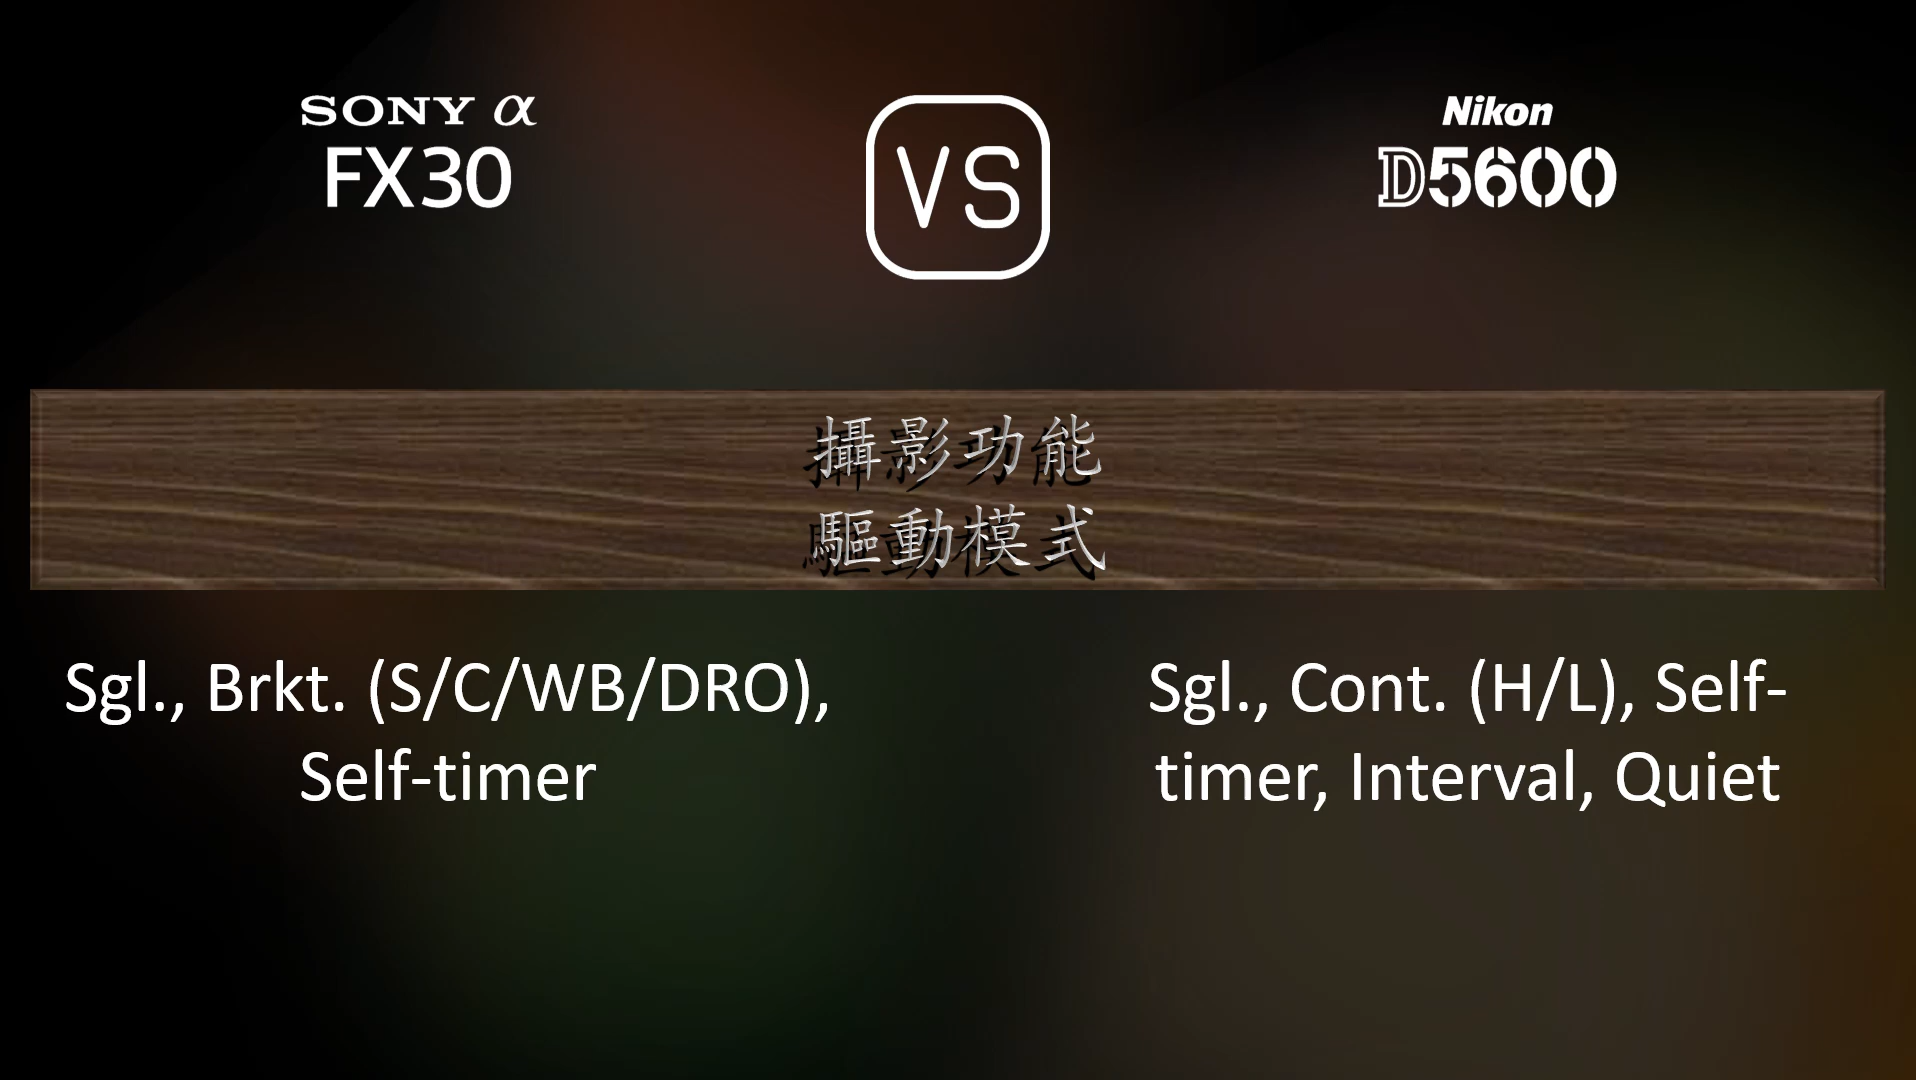 SONY α
FX30
VS
Nikon
D5600
攝影功能
驅動模式
Sgl., Brkt. (S/C/WB/DRO),
Self-timer
Sgl., Cont. (H/L), Self-
timer, Interval, Quiet